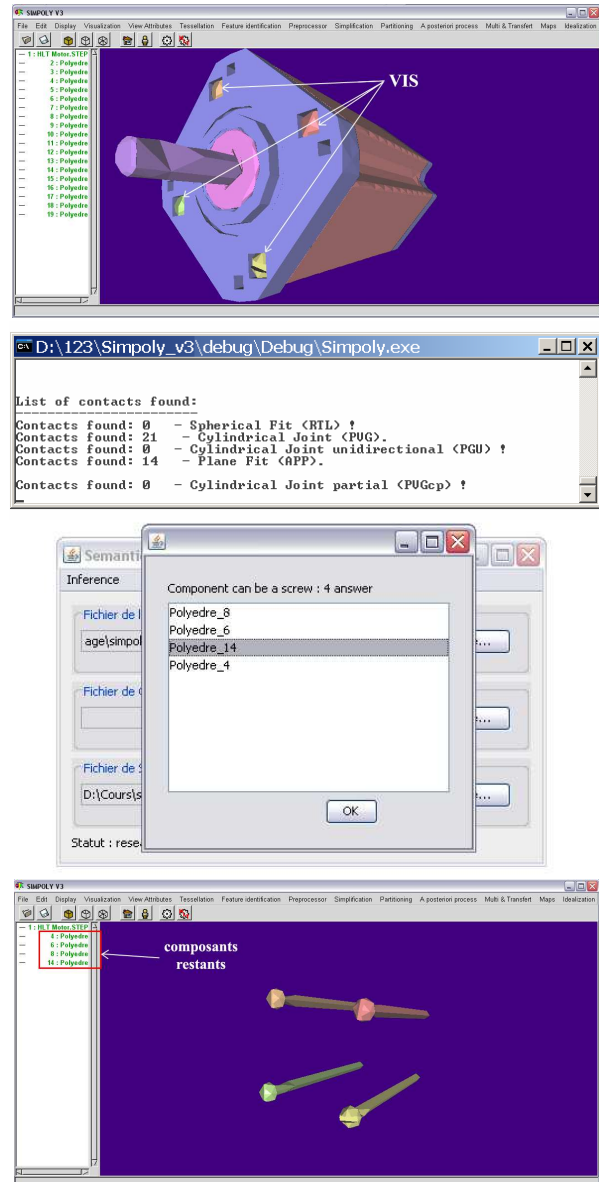 SIMPOLY V3
File Edit Display Visualization View Attributes Tessellation Feature identification Preprocessor Simplification Partitioning A posteriori process Multi & Transfert Maps Idealization
1 : HLT Motor.STEP
2 : Polyedre
3 : Polyedre
4 : Polyedre
5 : Polyedre
6 : Polyedre
7 : Polyedre
8 : Polyedre
9 : Polyedre
10 : Polyedre
11 : Polyedre
12 : Polyedre
13 : Polyedre
14 : Polyedre
15 : Polyedre
16 : Polyedre
17 : Polyedre
18 : Polyedre
19 : Polyedre
VIS
D:\123\Simpoly_v3\debug\Debug\Simpoly.exe
List of contacts found:
-----------------------
Contacts found: 0 - Spherical Fit (RTL) !
Contacts found: 21 - Cylindrical Joint (PVG).
Contacts found: 0 - Cylindrical Joint unidirectional (PGU) !
Contacts found: 14 - Plane Fit (APP).
Contacts found: 0 - Cylindrical Joint partial (PVGcp) !
Semanti
Inference
Component can be a screw : 4 answer
Fichier de l
Polyedre_8
Polyedre_6
age\simpol
Polyedre_14
e...
Polyedre_4
Fichier de
...
Fichier de S
D:\Cours\s
...
OK
Statut : rese
SIMPOLY V3
File Edit Display Visualization View Attributes Tessellation Feature identification Preprocessor Simplification Partitioning A posteriori process Multi & Transfert Maps Idealization
1 : HLT Motor.STEP
4 : Polyedre
6 : Polyedre
8 : Polyedre
14 : Polyedre
composants
restants